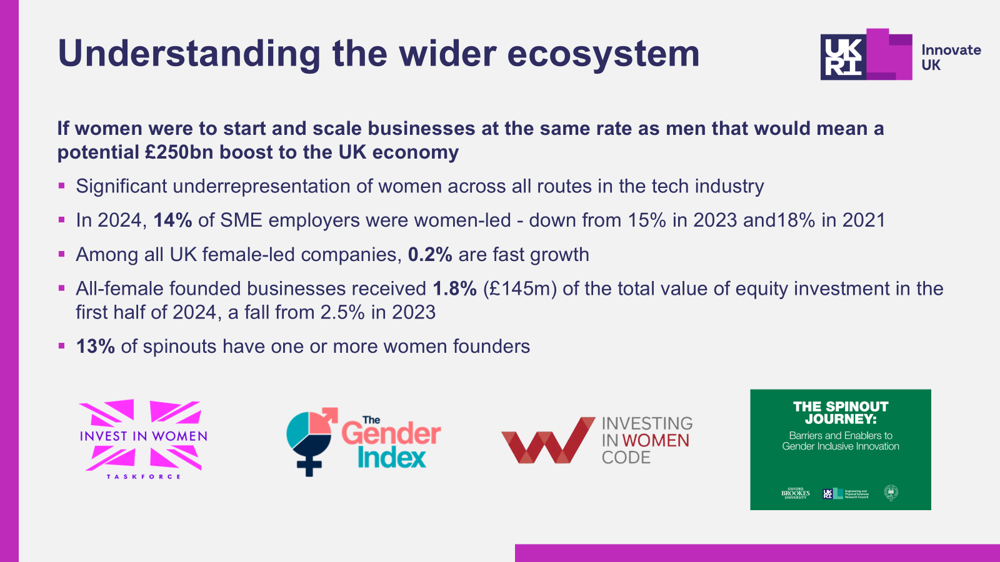 Understanding the wider ecosystem
UK
RI
Innovate
UK
If women were to start and scale businesses at the same rate as men that would mean a
potential £250bn boost to the UK economy
Significant underrepresentation of women across all routes in the tech industry
In 2024, 14% of SME employers were women-led - down from 15% in 2023 and18% in 2021
Among all UK female-led companies, 0.2% are fast growth
All-female founded businesses received 1.8% (£145m) of the total value of equity investment in the
first half of 2024, a fall from 2.5% in 2023
13% of spinouts have one or more women founders
INVEST IN WOMEN
TASKFORCE
The
Gender
Index
INVESTING
IN WOMEN
CODE
THE SPINOUT
JOURNEY:
Barriers and Enablers to
Gender Inclusive Innovation
OXFORD
BROOKES
UNIVERSITY
UK
RI
Engineering and
Physical Sciences
Research Council